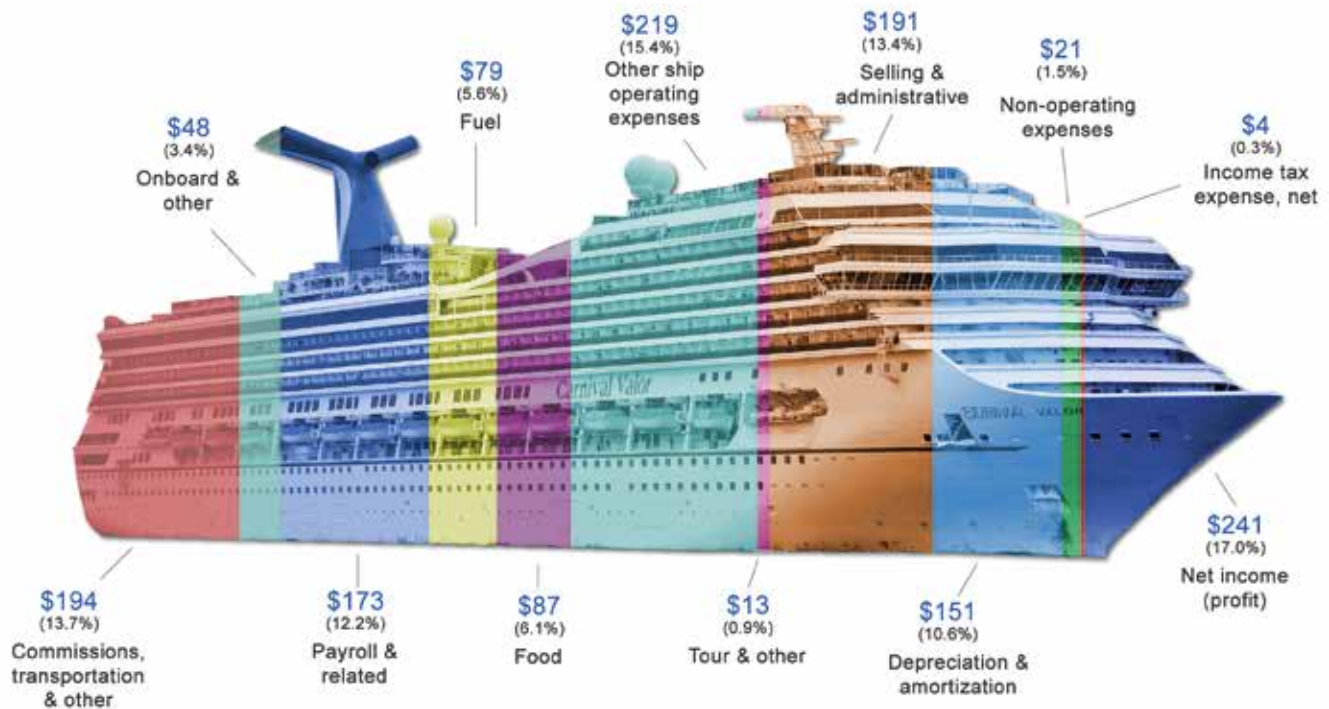 $219
(15.4%)
Other ship
operating
expenses
$191
(13.4%)
Selling &
administrative
$21
(1.5%)
Non-operating
expenses
$79
(5.6%)
Fuel
$4
(0.3%)
Income tax
expense, net
$48
(3.4%)
Onboard &
other
Carnival Valor
$241
(17.0%)
Net income
(profit)
$194
(13.7%)
Commissions,
transportation
& other
$173
(12.2%)
Payroll &
related
$87
(6.1%)
Food
$13
(0.9%)
Tour & other
$151
(10.6%)
Depreciation &
amortization